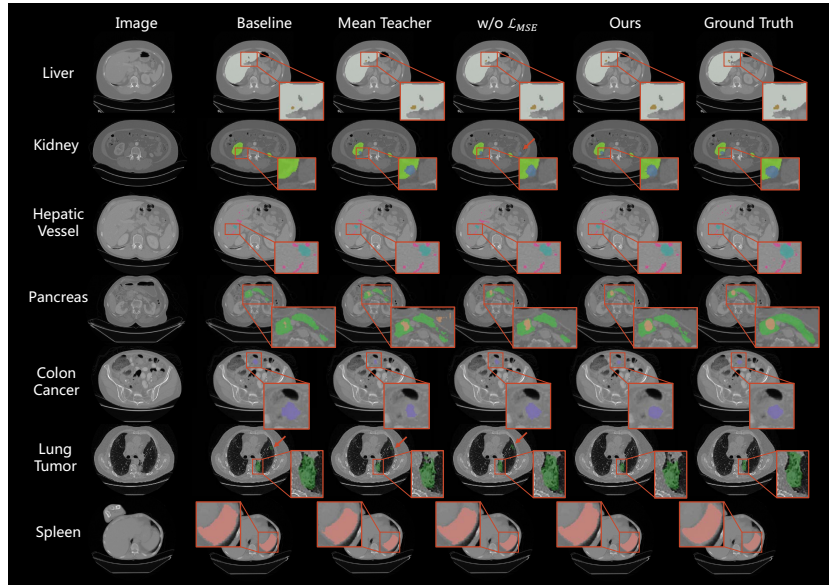 Image Baseline Mean Teacher w/o ℒMSE Ours Ground Truth
Liver
Kidney
Hepatic
Vessel
Pancreas
Colon
Cancer
Lung
Tumor
Spleen